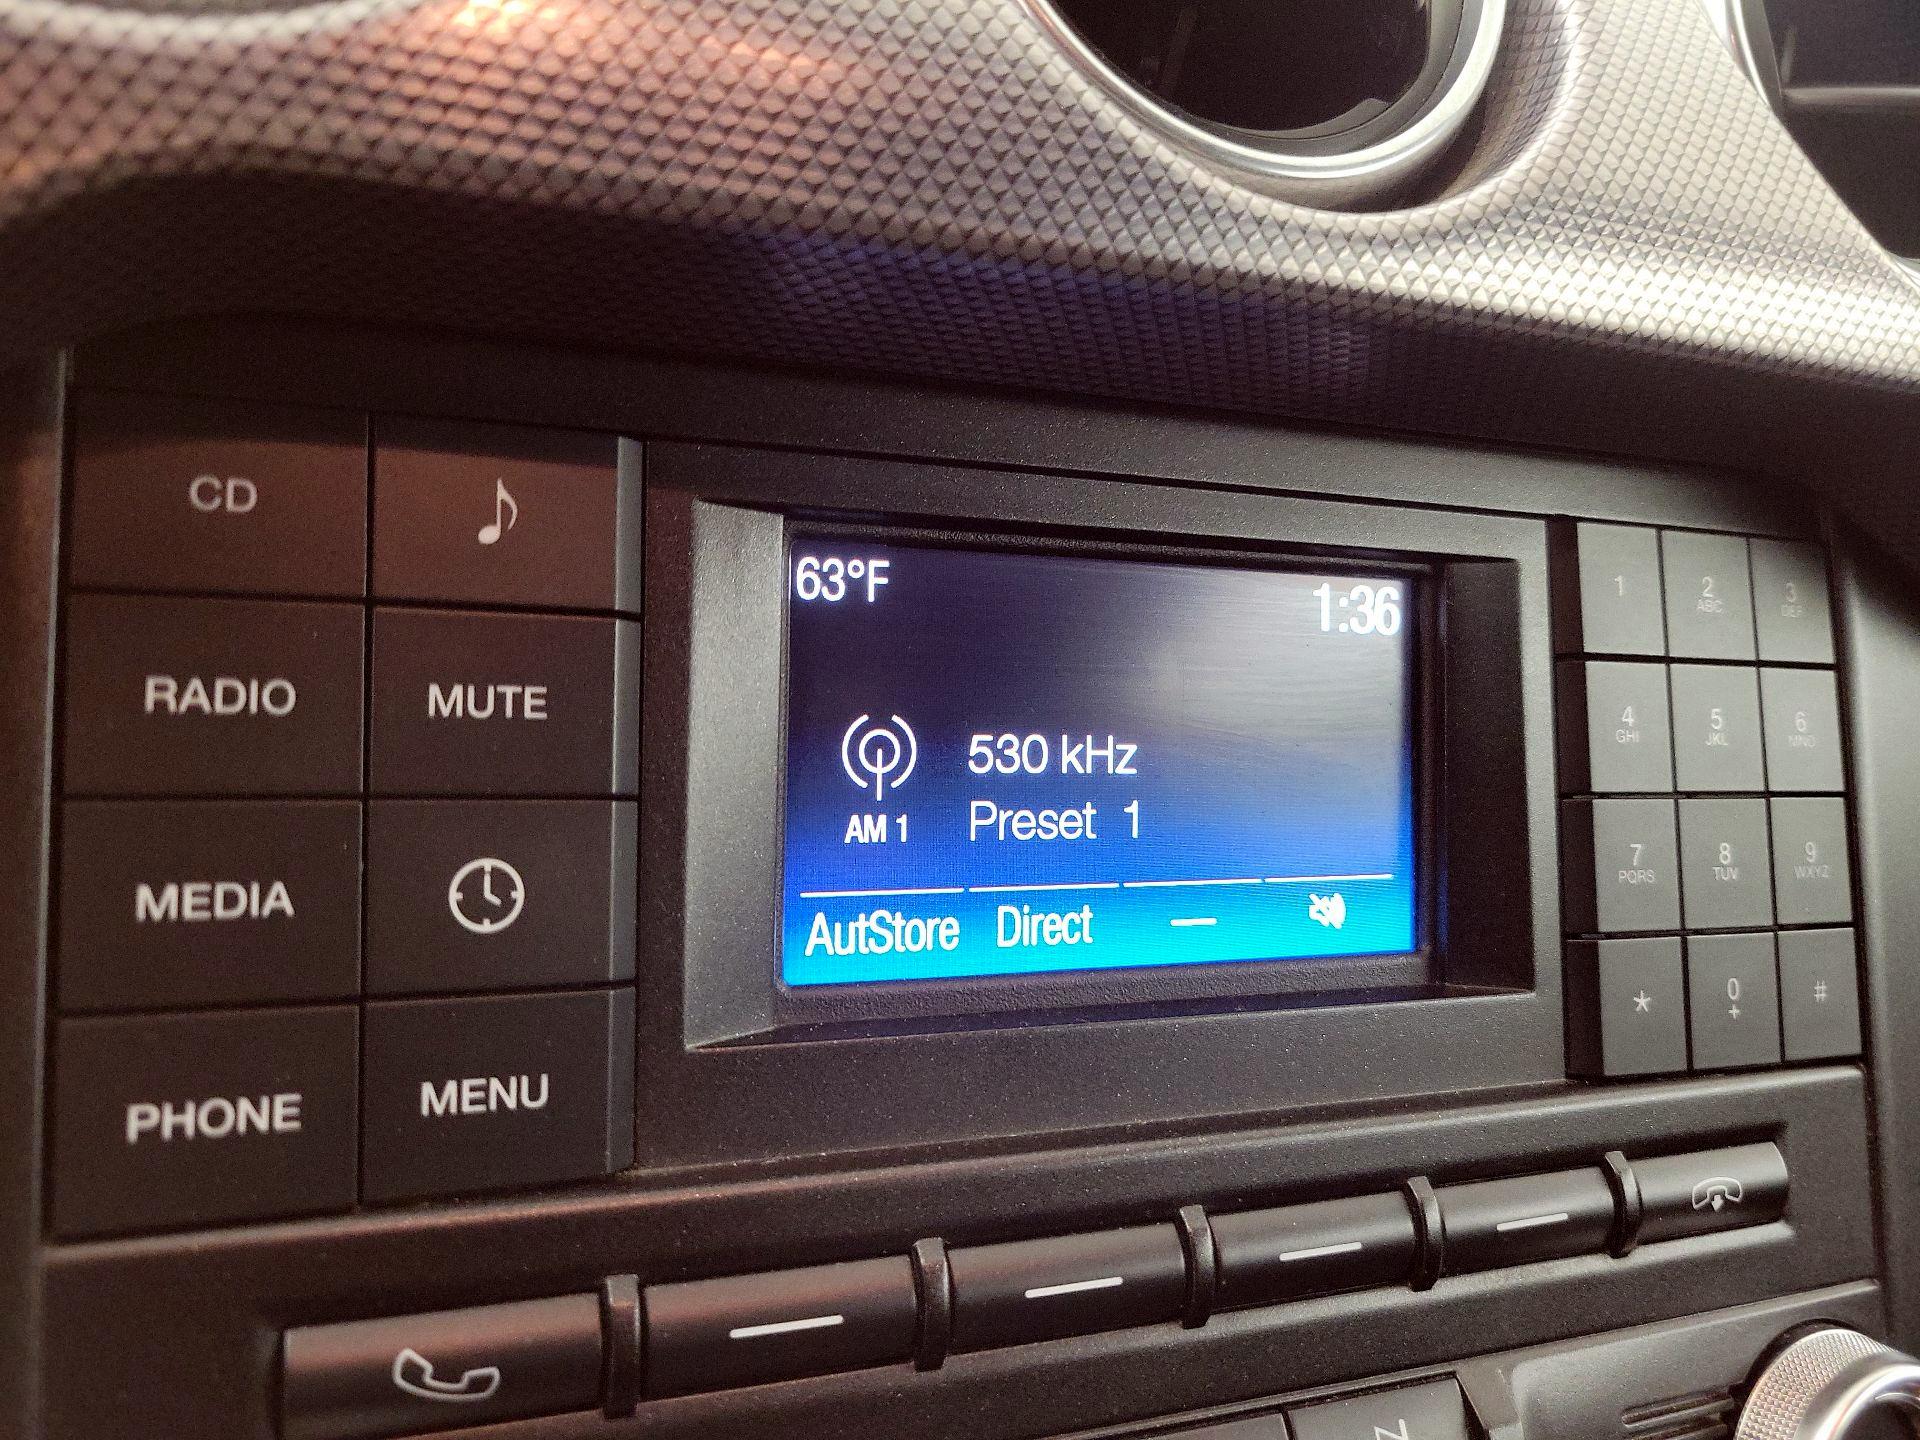 CD
RADIO
MUTE
MEDIA
PHONE
MENU
63°F
1:36
530 kHz
AM 1
Preset 1
AutStore
Direct
1
2
ABC
3
DEF
4
GHI
5
JKL
6
MNO
7
PQRS
8
TUV
9
WXYZ
*
0
+
#